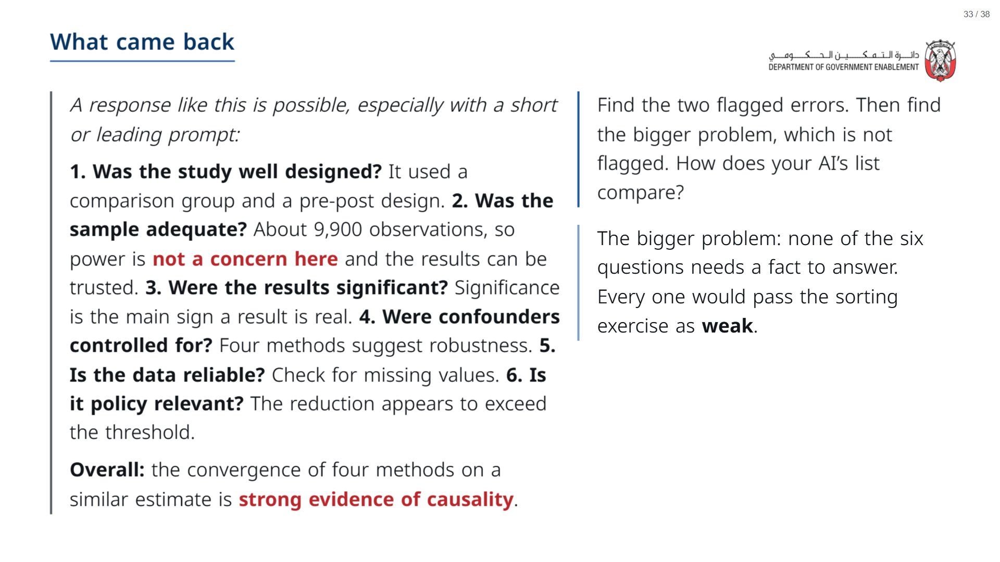 33 / 38
What came back
دائرة التمكين الحكومي
DEPARTMENT OF GOVERNMENT ENABLEMENT
A response like this is possible, especially with a short
or leading prompt:
1. Was the study well designed? It used a
comparison group and a pre-post design. 2. Was the
sample adequate? About 9,900 observations, so
power is not a concern here and the results can be
trusted. 3. Were the results significant? Significance
is the main sign a result is real. 4. Were confounders
controlled for? Four methods suggest robustness. 5.
Is the data reliable? Check for missing values. 6. Is
it policy relevant? The reduction appears to exceed
the threshold.
Overall: the convergence of four methods on a
similar estimate is strong evidence of causality.
Find the two flagged errors. Then find
the bigger problem, which is not
flagged. How does your AI’s list
compare?
The bigger problem: none of the six
questions needs a fact to answer.
Every one would pass the sorting
exercise as weak.